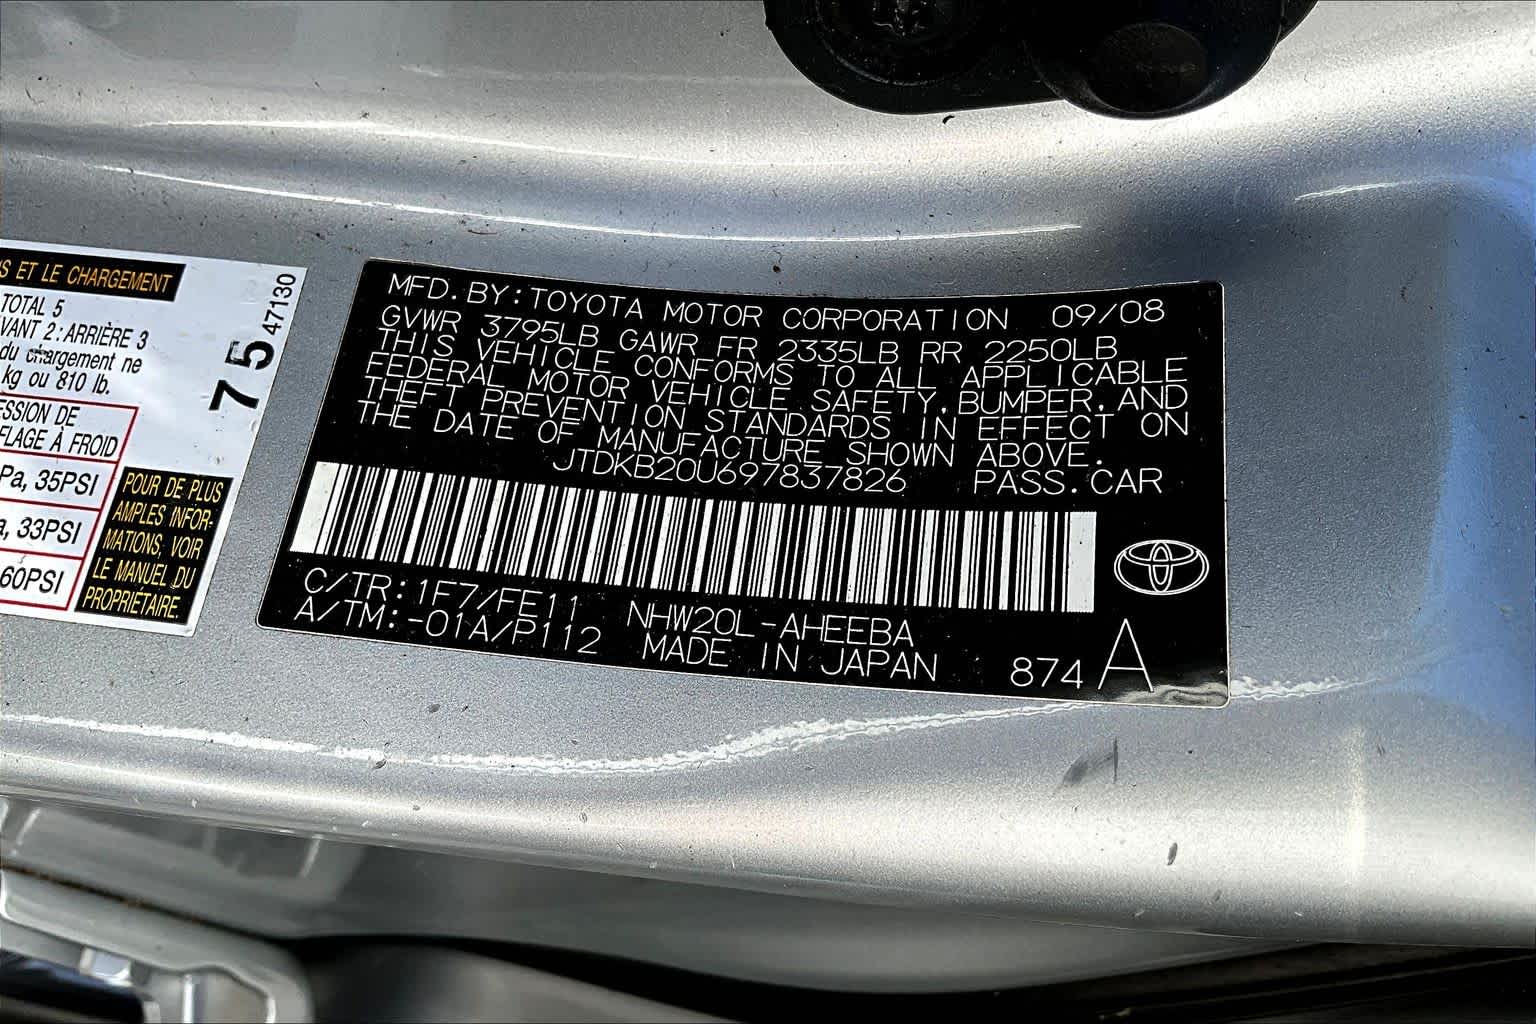 S ET LE CHARGEMENT
TOTAL 5
VANT 2: ARRIÈRE 3
du chargement ne
kg ou 810 lb.
ESSION DE
FLAGE À FROID
Pa, 35PSI
a, 33PSI
60PSI
POUR DE PLUS
AMPLES INFOR-
MATIONS, VOIR
LE MANUEL DU
PROPRIÉTAIRE.
75
47130
MFD. BY: TOYOTA MOTOR CORPORATION 09/08
GVWR 3795LB GAWR FR 2335LB RR 2250LB
THIS VEHICLE CONFORMS TO ALL APPLICABLE
FEDERAL MOTOR VEHICLE SAFETY, BUMPER, AND
THEFT PREVENTION STANDARDS IN EFFECT ON
THE DATE OF MANUFACTURE SHOWN ABOVE.
JTDKB20U697837826 PASS. CAR
C/TR: 1F7/FE11 NHW20L-AHEEBA
A/TM: -01A/P112 MADE IN JAPAN 874 A